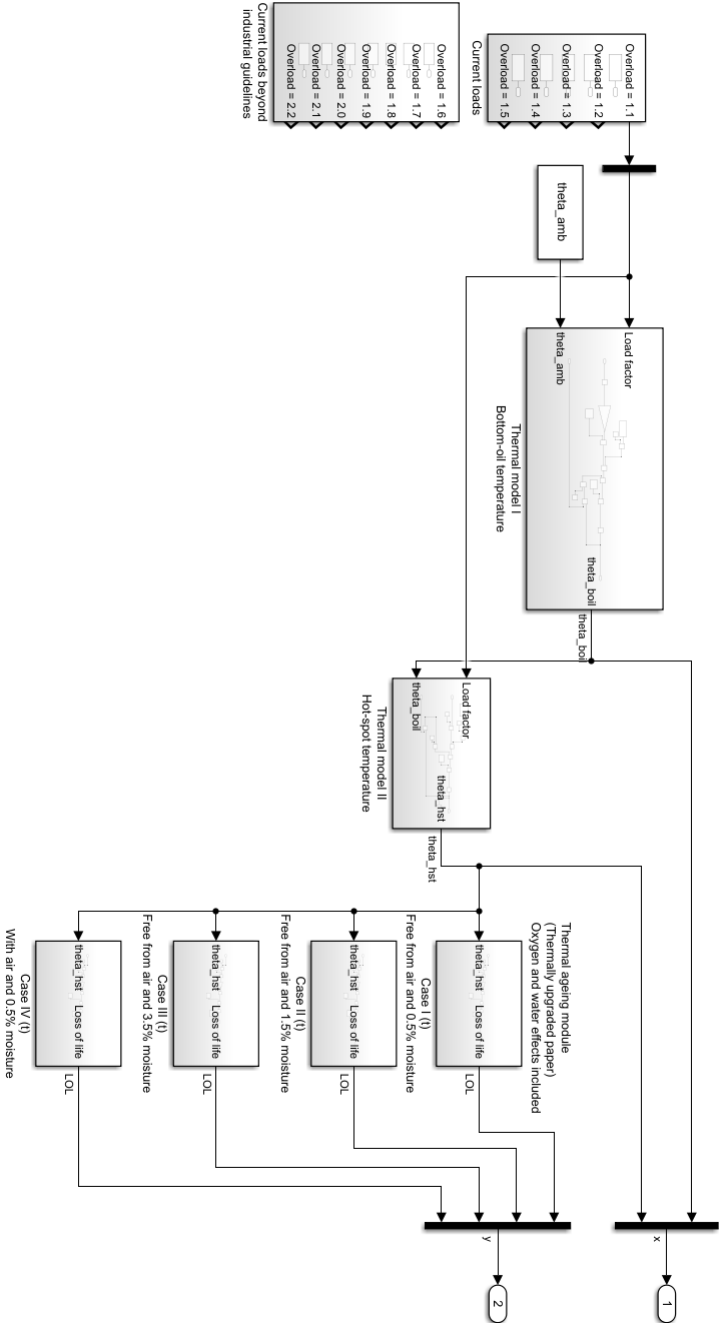 Overload = 1.1
Overload = 1.2
Overload = 1.3
Overload = 1.4
Overload = 1.5
Current loads
Overload = 1.6
Overload = 1.7
Overload = 1.8
Overload = 1.9
Overload = 2.0
Overload = 2.1
Overload = 2.2
Current loads beyond
industrial guidelines
theta_amb
Load factor
theta_amb
theta_boil
Thermal model I
Bottom-oil temperature
theta_boil
Load factor
theta_boil
theta_hst
Thermal model II
Hot-spot temperature
theta_hst
Thermal ageing module
(Thermally upgraded paper)
Oxygen and water effects included
theta_hst
Loss of life
LOL
Case I (t)
Free from air and 0.5% moisture
theta_hst
Loss of life
LOL
Case II (t)
Free from air and 1.5% moisture
theta_hst
Loss of life
LOL
Case III (t)
Free from air and 3.5% moisture
theta_hst
Loss of life
LOL
Case IV (t)
With air and 0.5% moisture
x
1
y
2